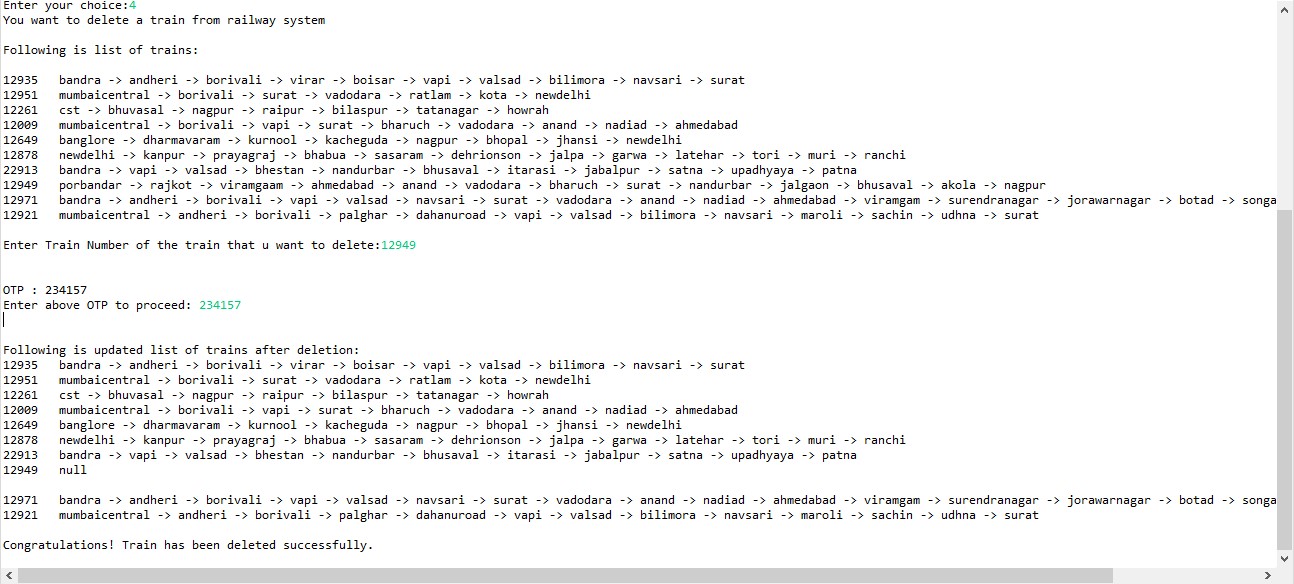 Enter your choice:4
You want to delete a train from railway system
Following is list of trains:
12935 bandra -> andheri -> borivali -> virar -> boisar -> vapi -> valsad -> bilimora -> navsari -> surat
12951 mumbaicentral -> borivali -> surat -> vadodara -> ratlam -> kota -> newdelhi
12261 cst -> bhuvasal -> nagpur -> raipur -> bilaspur -> tatanagar -> howrah
12009 mumbaicentral -> borivali -> vapi -> surat -> bharuch -> vadodara -> anand -> nadiad -> ahmedabad
12649 banglore -> dharmavaram -> kurnool -> kacheguda -> nagpur -> bhopal -> jhansi -> newdelhi
12878 newdelhi -> kanpur -> prayagraj -> bhabua -> sasaram -> dehrionson -> jalpa -> garwa -> latehar -> tori -> muri -> ranchi
22913 bandra -> vapi -> valsad -> bhestan -> nandurbar -> bhusaval -> itarasi -> jabalpur -> satna -> upadhyaya -> patna
12949 porbandar -> rajkot -> viramgaam -> ahmedabad -> anand -> vadodara -> bharuch -> surat -> nandurbar -> jalgaon -> bhusaval -> akola -> nagpur
12971 bandra -> andheri -> borivali -> vapi -> valsad -> navsari -> surat -> vadodara -> anand -> nadiad -> ahmedabad -> viramgam -> surendranagar -> jorawarnagar -> botad -> songa
12921 mumbaicentral -> andheri -> borivali -> palghar -> dahanuroad -> vapi -> valsad -> bilimora -> navsari -> maroli -> sachin -> udhna -> surat
Enter Train Number of the train that u want to delete:12949
OTP : 234157
Enter above OTP to proceed: 234157
Following is updated list of trains after deletion:
12935 bandra -> andheri -> borivali -> virar -> boisar -> vapi -> valsad -> bilimora -> navsari -> surat
12951 mumbaicentral -> borivali -> surat -> vadodara -> ratlam -> kota -> newdelhi
12261 cst -> bhuvasal -> nagpur -> raipur -> bilaspur -> tatanagar -> howrah
12009 mumbaicentral -> borivali -> vapi -> surat -> bharuch -> vadodara -> anand -> nadiad -> ahmedabad
12649 banglore -> dharmavaram -> kurnool -> kacheguda -> nagpur -> bhopal -> jhansi -> newdelhi
12878 newdelhi -> kanpur -> prayagraj -> bhabua -> sasaram -> dehrionson -> jalpa -> garwa -> latehar -> tori -> muri -> ranchi
22913 bandra -> vapi -> valsad -> bhestan -> nandurbar -> bhusaval -> itarasi -> jabalpur -> satna -> upadhyaya -> patna
12949 null
12971 bandra -> andheri -> borivali -> vapi -> valsad -> navsari -> surat -> vadodara -> anand -> nadiad -> ahmedabad -> viramgam -> surendranagar -> jorawarnagar -> botad -> songa
12921 mumbaicentral -> andheri -> borivali -> palghar -> dahanuroad -> vapi -> valsad -> bilimora -> navsari -> maroli -> sachin -> udhna -> surat
Congratulations! Train has been deleted successfully.